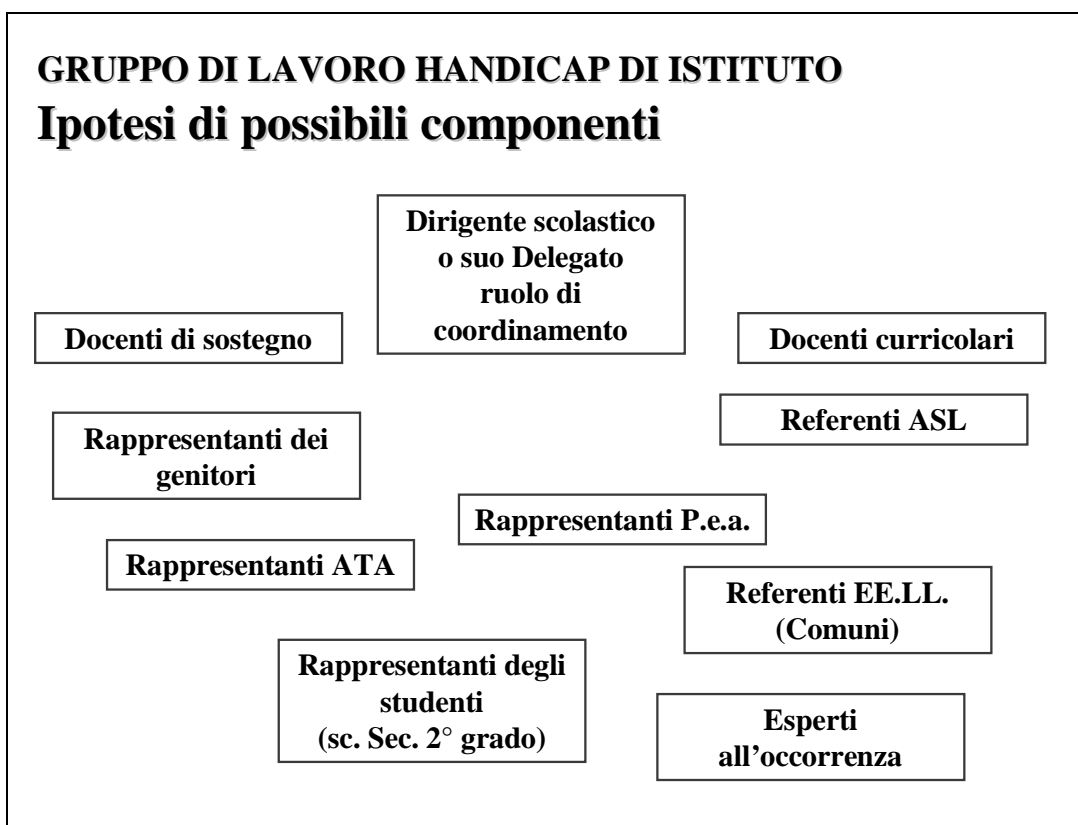 GRUPPO DI LAVORO HANDICAP DI ISTITUTO
Ipotesi di possibili componenti
Dirigente scolastico
o suo Delegato
ruolo di
coordinamento
Docenti di sostegno
Docenti curricolari
Referenti ASL
Rappresentanti dei
genitori
Rappresentanti P.e.a.
Rappresentanti ATA
Referenti EE.LL.
(Comuni)
Rappresentanti degli
studenti
(sc. Sec. 2° grado)
Esperti
all’occorrenza